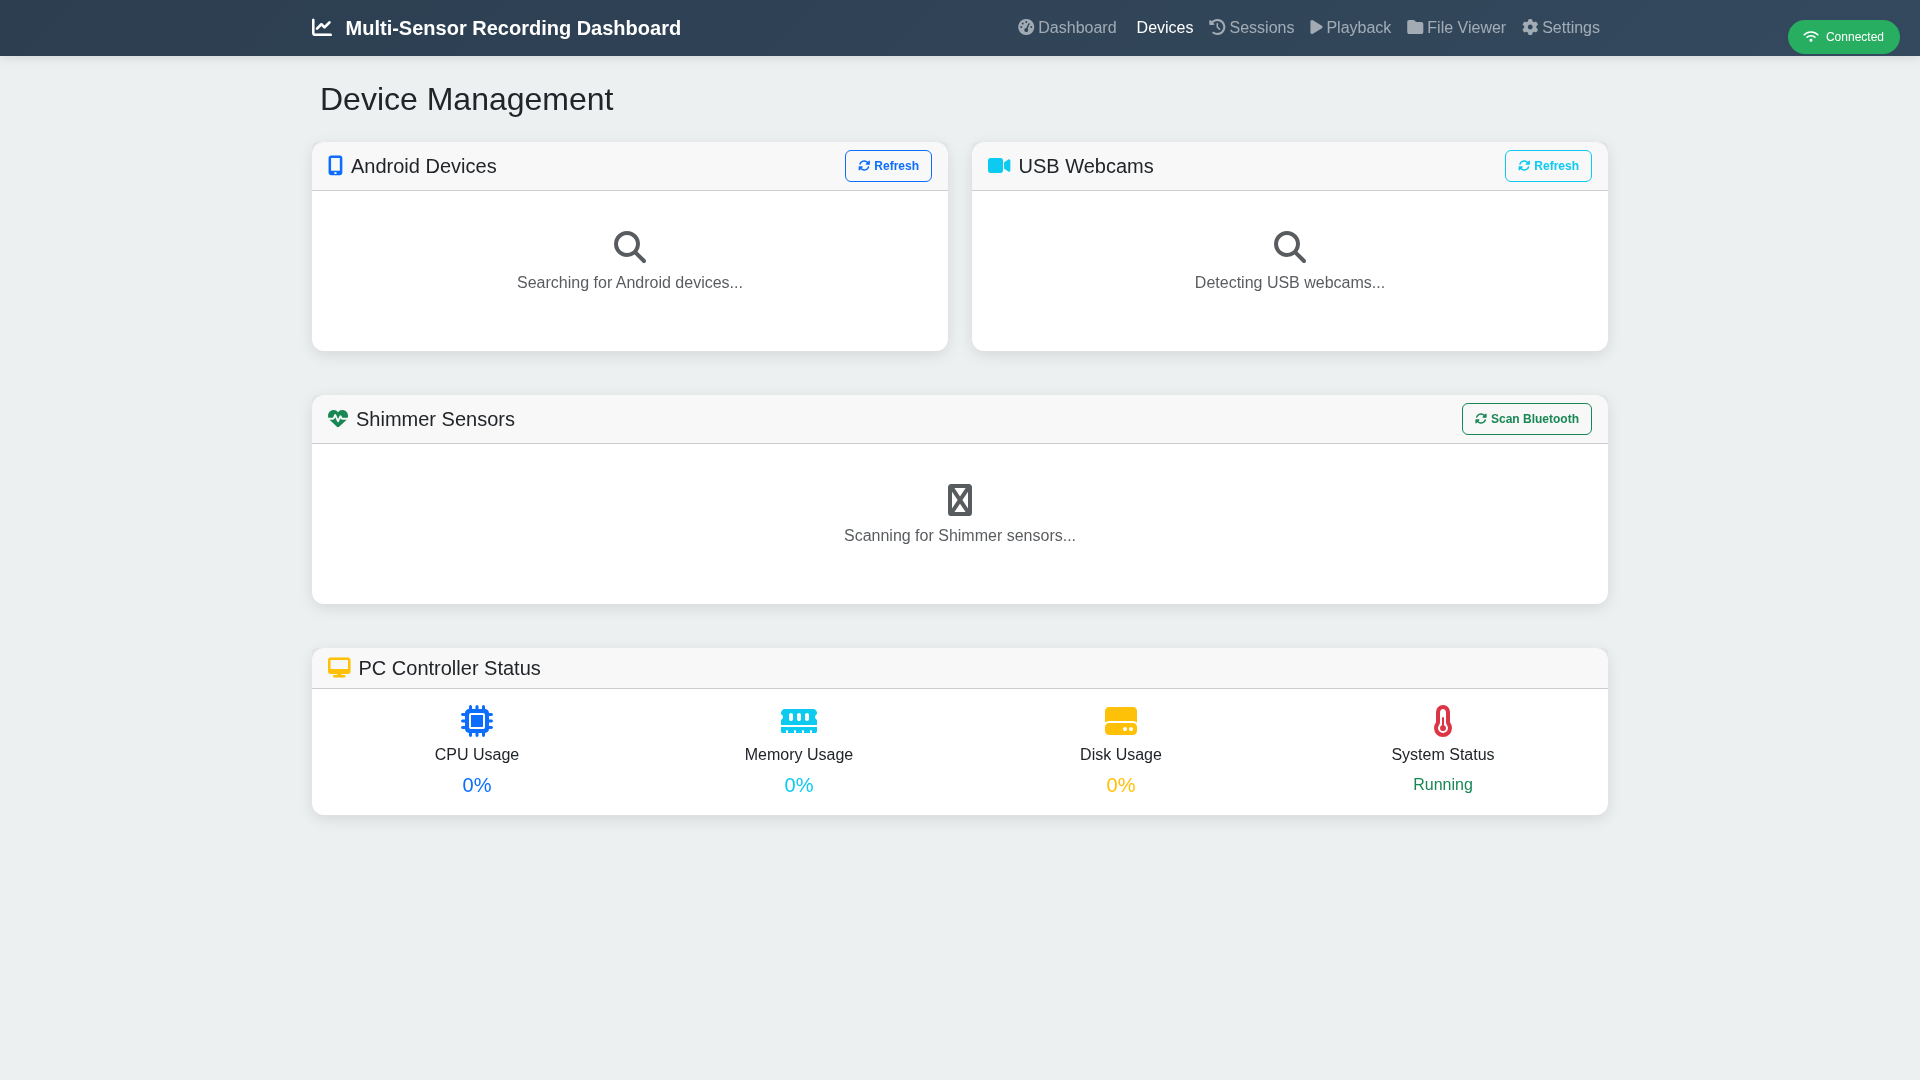 Multi-Sensor Recording Dashboard
Dashboard
Devices
Sessions
Playback
File Viewer
Settings
Connected
Device Management
Android Devices
Refresh
Searching for Android devices...
USB Webcams
Refresh
Detecting USB webcams...
Shimmer Sensors
Scan Bluetooth
Scanning for Shimmer sensors...
PC Controller Status
CPU Usage
0%
Memory Usage
0%
Disk Usage
0%
System Status
Running